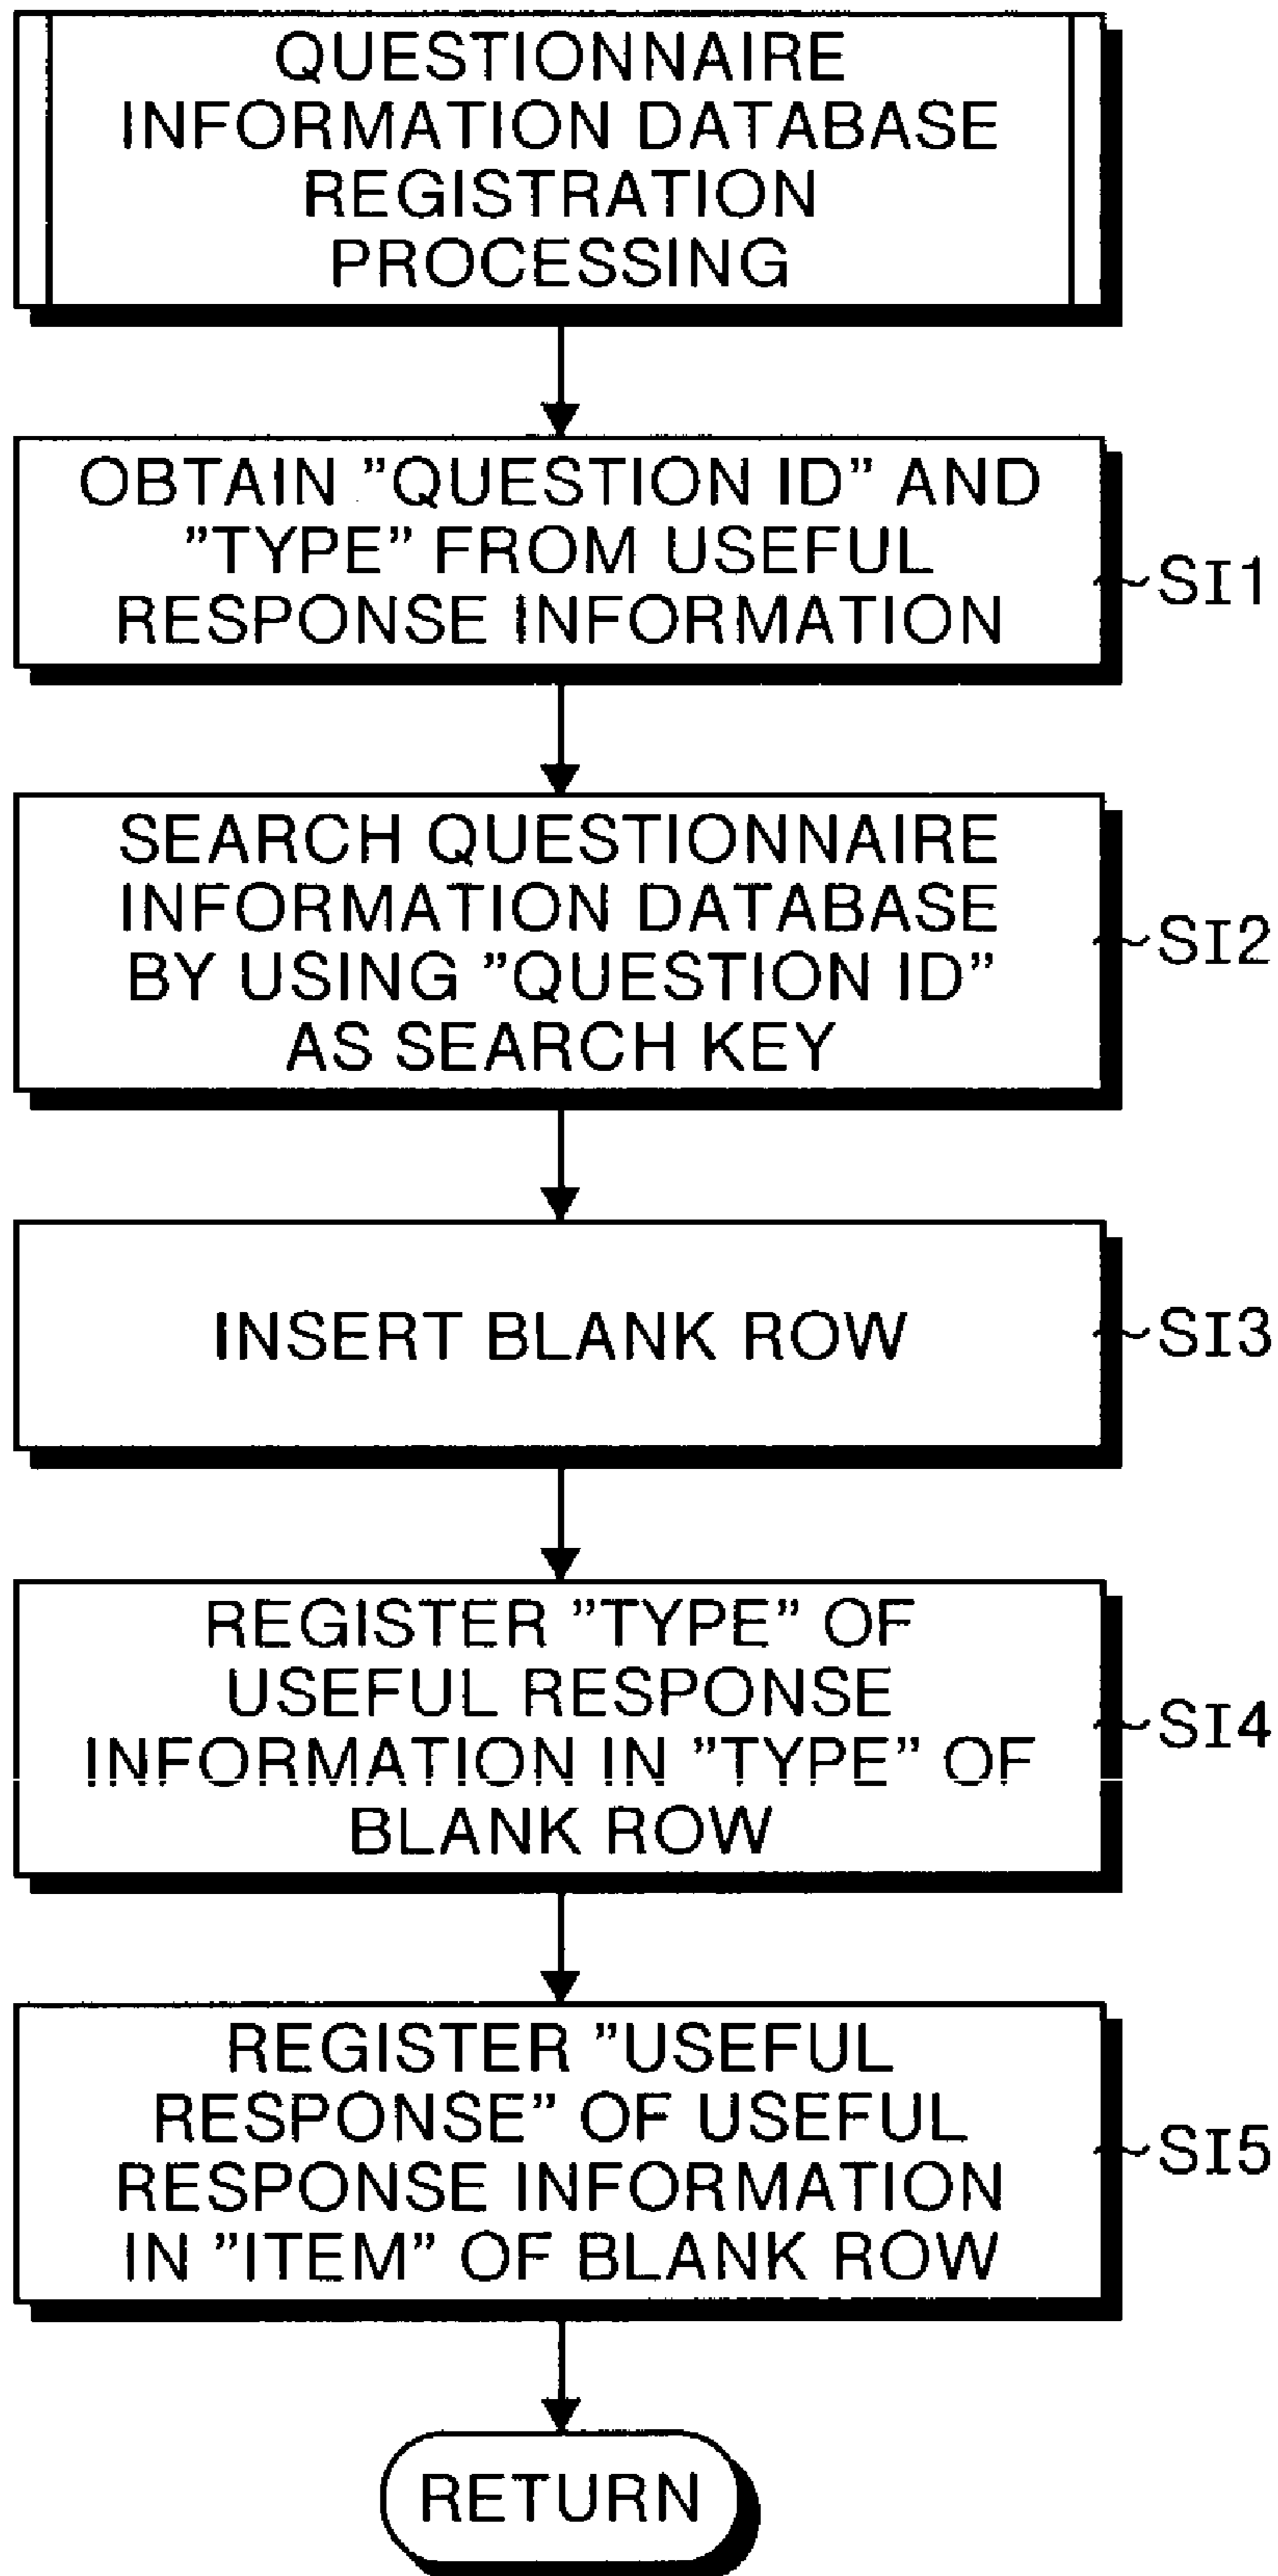 QUESTIONNAIRE
INFORMATION DATABASE
REGISTRATION
PROCESSING
OBTAIN ”QUESTION ID” AND
”TYPE” FROM USEFUL
RESPONSE INFORMATION
SI1
SEARCH QUESTIONNAIRE
INFORMATION DATABASE
BY USING ”QUESTION ID”
AS SEARCH KEY
SI2
INSERT BLANK ROW
SI3
REGISTER ”TYPE” OF
USEFUL RESPONSE
INFORMATION IN ”TYPE” OF
BLANK ROW
SI4
REGISTER ”USEFUL
RESPONSE” OF USEFUL
RESPONSE INFORMATION
IN ”ITEM” OF BLANK ROW
SI5
RETURN